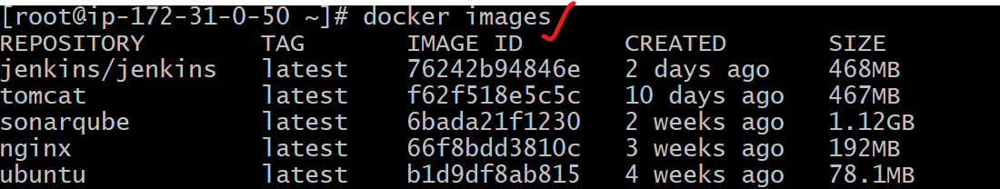 [root@ip-172-31-0-50 ~]# docker images
REPOSITORY TAG IMAGE ID CREATED SIZE
jenkins/jenkins latest 76242b94846e 2 days ago 468MB
tomcat latest f62f518e5c5c 10 days ago 467MB
sonarqube latest 6bada21f1230 2 weeks ago 1.12GB
nginx latest 66f8bdd3810c 3 weeks ago 192MB
ubuntu latest b1d9df8ab815 4 weeks ago 78.1MB